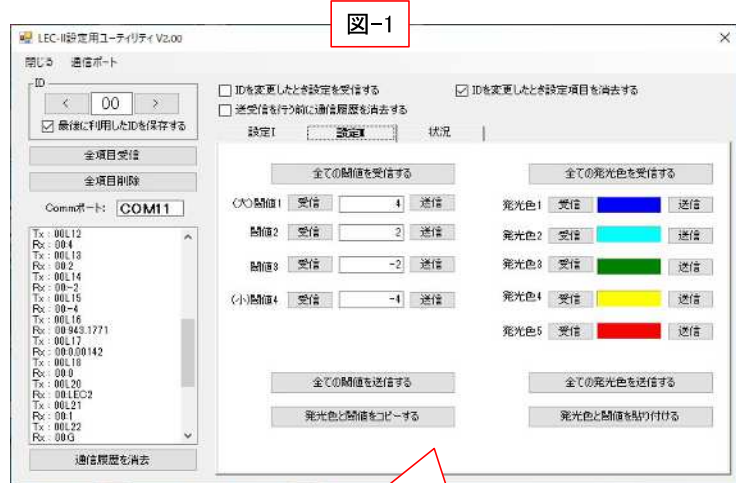 図-1
LEC-II設定用ユーティリティ V2.00
閉じる 通信ポート
ID
< 00 >
最後に利用したIDを保存する
全項目受信
全項目削除
Commポート: COM11
Tx : 00L12
Rx : 00:4
Tx : 00L13
Rx : 00:2
Tx : 00L14
Rx : 00:-2
Tx : 00L15
Rx : 00:-4
Tx : 00L16
Rx : 00:943.1771
Tx : 00L17
Rx : 00:0.00142
Tx : 00L18
Rx : 00:0
Tx : 00L20
Rx : 00:LEC2
Tx : 00L21
Rx : 00:1
Tx : 00L22
Rx : 00:G
通信履歴を消去
IDを変更したとき設定を受信する IDを変更したとき設定項目を消去する
送受信を行う前に通信履歴を消去する
設定I 設定II 状況
全ての閾値を受信する
(大)閾値1 受信 4 送信
閾値2 受信 2 送信
閾値3 受信 -2 送信
(小)閾値4 受信 -4 送信
全ての閾値を送信する
発光色と閾値をコピーする
全ての発光色を受信する
発光色1 受信 送信
発光色2 受信 送信
発光色3 受信 送信
発光色4 受信 送信
発光色5 受信 送信
全ての発光色を送信する
発光色と閾値を貼り付ける